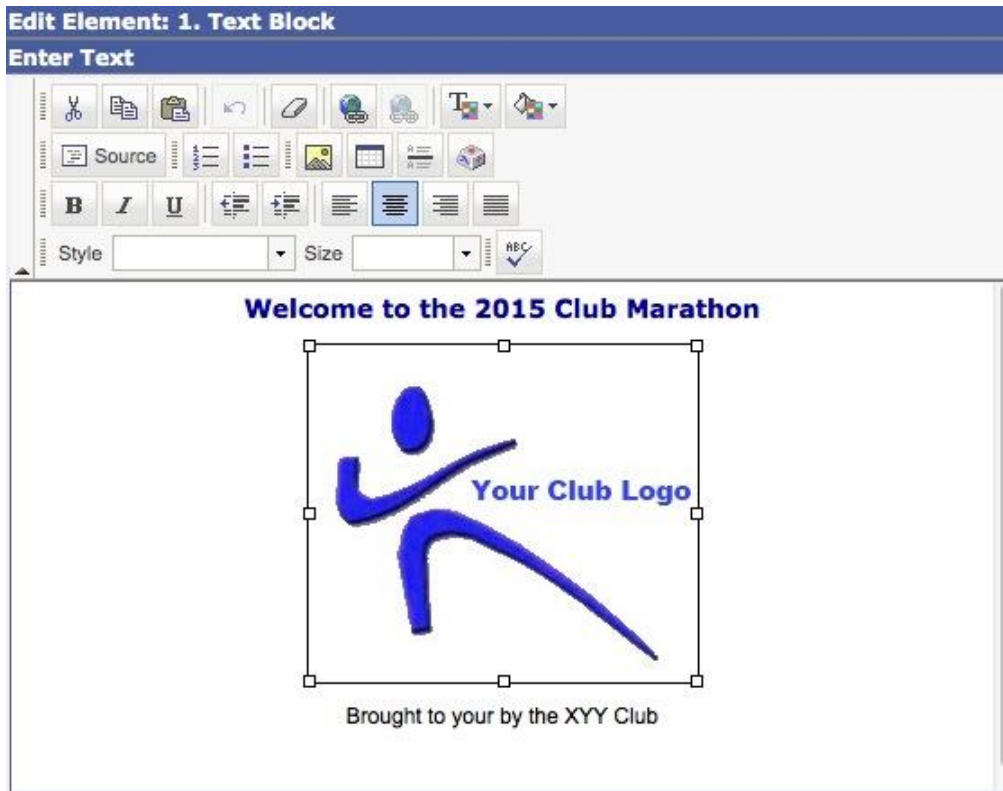 Edit Element: 1. Text Block
Enter Text
Source
B I U
Style Size ABC
Welcome to the 2015 Club Marathon
Your Club Logo
Brought to your by the XYY Club